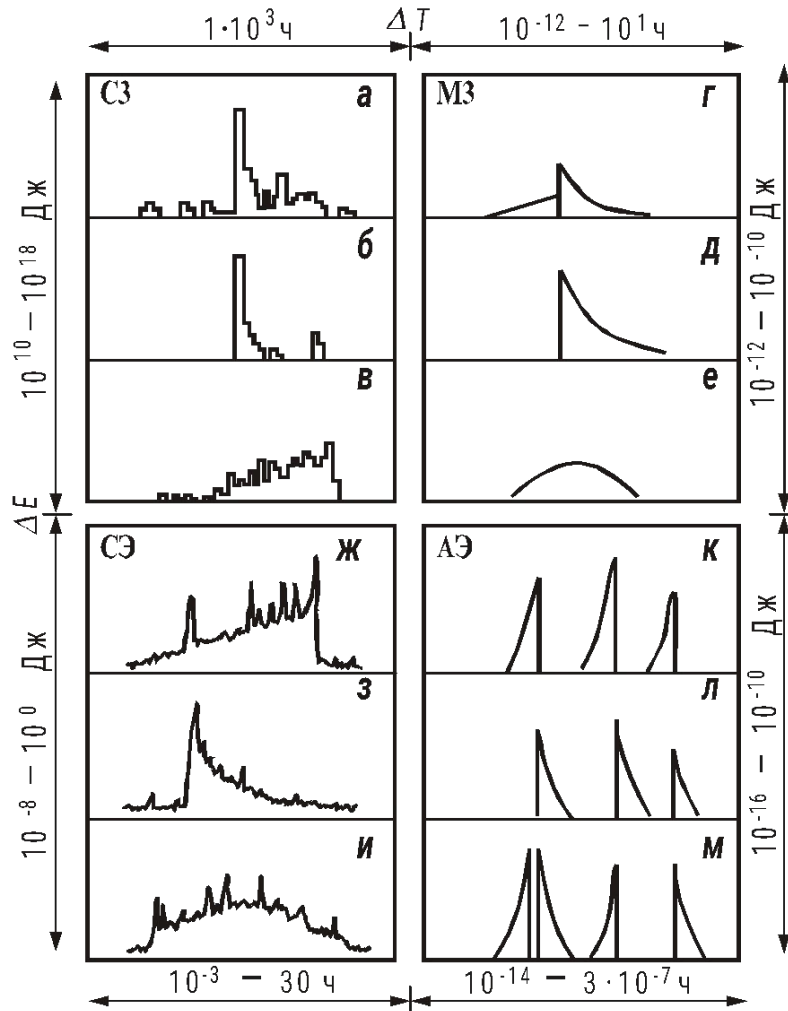 1·10³ ч
ΔT
10⁻¹² – 10¹ ч
СЗ
а
МЗ
г
б
д
в
е
10¹⁰ – 10¹⁸ Дж
10⁻¹² – 10⁻¹⁰ Дж
ΔE
СЭ
ж
АЭ
к
з
л
и
м
10⁻⁸ – 10⁰ Дж
10⁻¹⁶ – 10⁻¹⁰ Дж
10⁻³ – 30 ч
10⁻¹⁴ – 3·10⁻⁷ ч